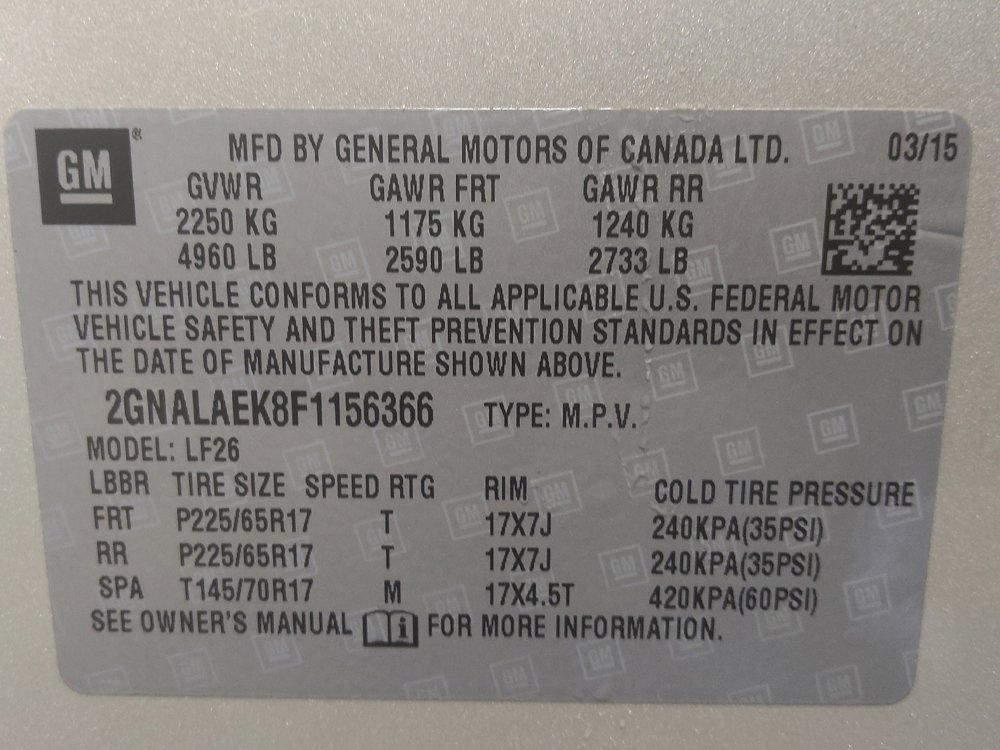 GM
MFD BY GENERAL MOTORS OF CANADA LTD. 03/15
GVWR GAWR FRT GAWR RR
2250 KG 1175 KG 1240 KG
4960 LB 2590 LB 2733 LB
THIS VEHICLE CONFORMS TO ALL APPLICABLE U.S. FEDERAL MOTOR
VEHICLE SAFETY AND THEFT PREVENTION STANDARDS IN EFFECT ON
THE DATE OF MANUFACTURE SHOWN ABOVE.
2GNALAEK8F1156366 TYPE: M.P.V.
MODEL: LF26
LBBR TIRE SIZE SPEED RTG RIM COLD TIRE PRESSURE
FRT P225/65R17 T 17X7J 240KPA(35PSI)
RR P225/65R17 T 17X7J 240KPA(35PSI)
SPA T145/70R17 M 17X4.5T 420KPA(60PSI)
SEE OWNER'S MANUAL i FOR MORE INFORMATION.